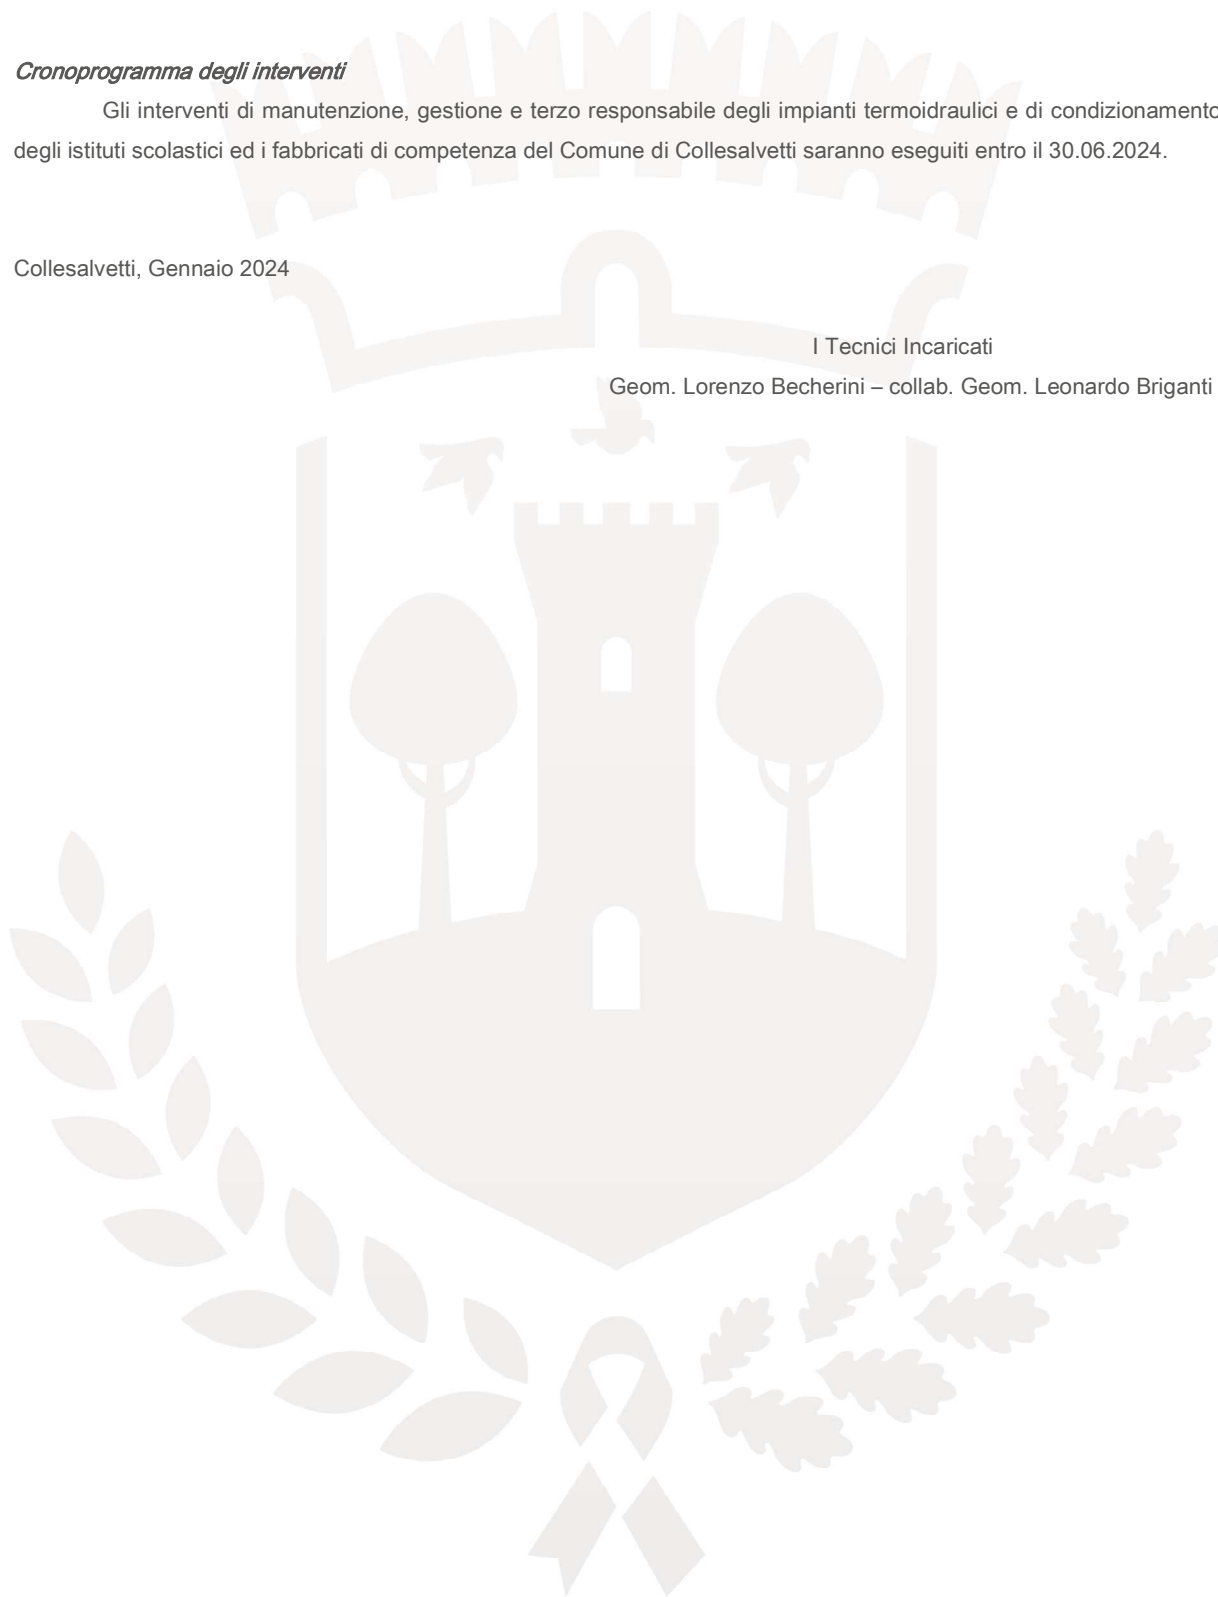 Cronoprogramma degli interventi
Gli interventi di manutenzione, gestione e terzo responsabile degli impianti termoidraulici e di condizionamento
degli istituti scolastici ed i fabbricati di competenza del Comune di Collesalvetti saranno eseguiti entro il 30.06.2024.
Collesalvetti, Gennaio 2024
I Tecnici Incaricati
Geom. Lorenzo Becherini – collab. Geom. Leonardo Briganti